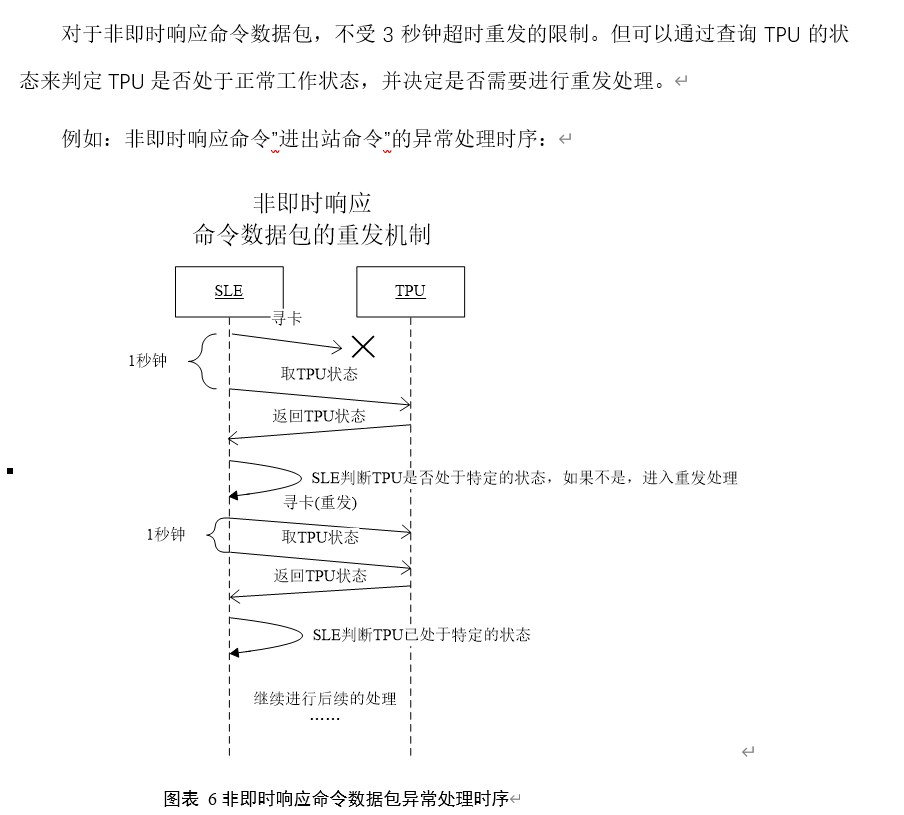 对于非即时响应命令数据包，不受 3 秒钟超时重发的限制。但可以通过查询 TPU 的状
态来判定 TPU 是否处于正常工作状态，并决定是否需要进行重发处理。
例如：非即时响应命令”进出站命令”的异常处理时序：
非即时响应
命令数据包的重发机制
SLE
TPU
寻卡
1秒钟
取TPU状态
返回TPU状态
SLE判断TPU是否处于特定的状态，如果不是，进入重发处理
寻卡(重发)
1秒钟
取TPU状态
返回TPU状态
SLE判断TPU已处于特定的状态
继续进行后续的处理
……
图表 6 非即时响应命令数据包异常处理时序